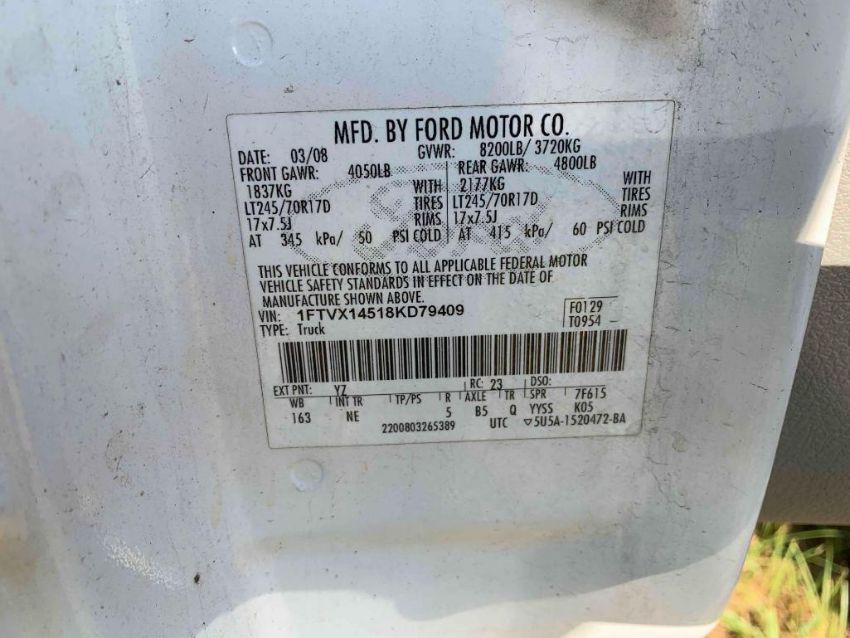 MFD. BY FORD MOTOR CO.
DATE: 03/08 GVWR: 8200LB/ 3720KG
FRONT GAWR: 4050LB REAR GAWR: 4800LB
1837KG WITH 2177KG WITH
LT245/70R17D TIRES LT245/70R17D TIRES
17x7.5J RIMS 17x7.5J RIMS
AT 345 kPa/ 50 PSI COLD AT 415 kPa/ 60 PSI COLD
THIS VEHICLE CONFORMS TO ALL APPLICABLE FEDERAL MOTOR
VEHICLE SAFETY STANDARDS IN EFFECT ON THE DATE OF
MANUFACTURE SHOWN ABOVE.
VIN: 1FTVX14518KD79409 F0129
TYPE: Truck T0954
EXT PNT: YZ RC: 23 DSO:
WB INT TR TP/PS R AXLE TR SPR 7F615
163 NE 5 B5 Q YYSS K05
2200803265389 UTC ▽5U5A-1520472-BA